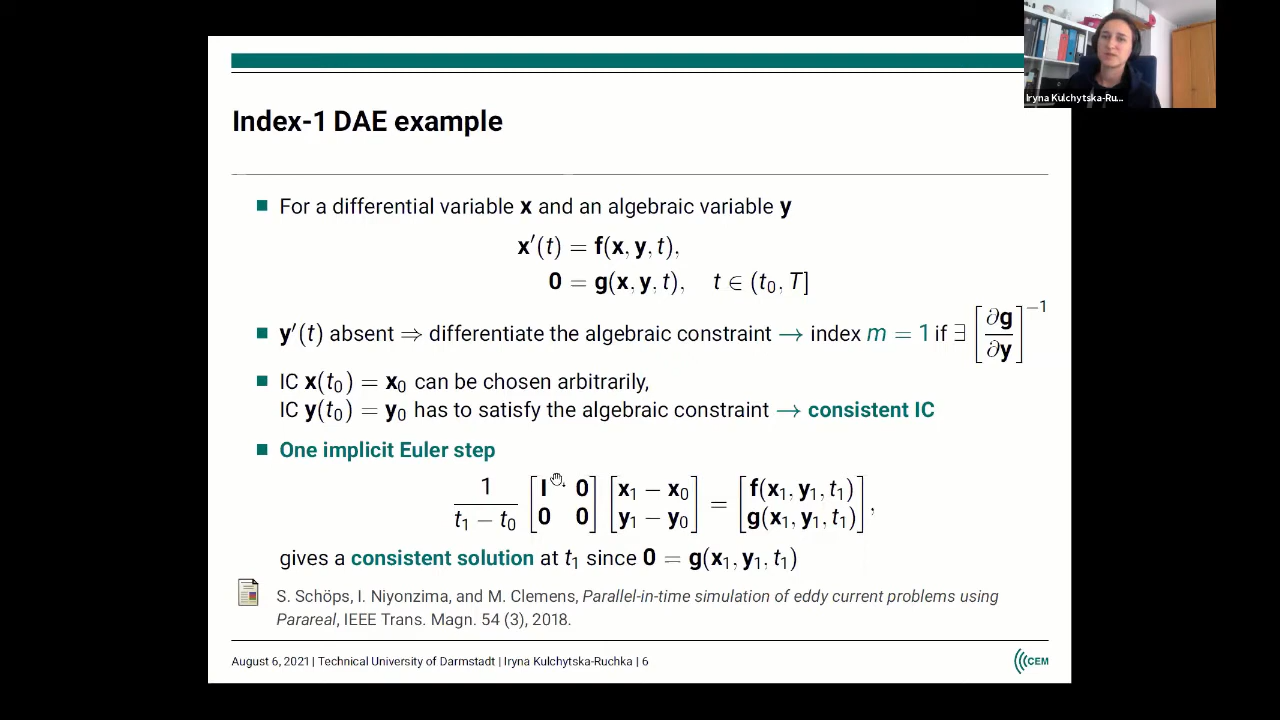 Iryna Kulchytska-Ru...
Index-1 DAE example
For a differential variable x and an algebraic variable y
x′(t) = f(x, y, t),
0 = g(x, y, t), t ∈ (t₀, T]
y′(t) absent ⇒ differentiate the algebraic constraint → index m = 1 if ∃ [∂g/∂y]⁻¹
IC x(t₀) = x₀ can be chosen arbitrarily,
IC y(t₀) = y₀ has to satisfy the algebraic constraint → consistent IC
One implicit Euler step
1/(t₁ − t₀) [I 0; 0 0] [x₁ − x₀; y₁ − y₀] = [f(x₁, y₁, t₁); g(x₁, y₁, t₁)],
gives a consistent solution at t₁ since 0 = g(x₁, y₁, t₁)
S. Schöps, I. Niyonzima, and M. Clemens, Parallel-in-time simulation of eddy current problems using
Parareal, IEEE Trans. Magn. 54 (3), 2018.
August 6, 2021 | Technical University of Darmstadt | Iryna Kulchytska-Ruchka | 6
CEM